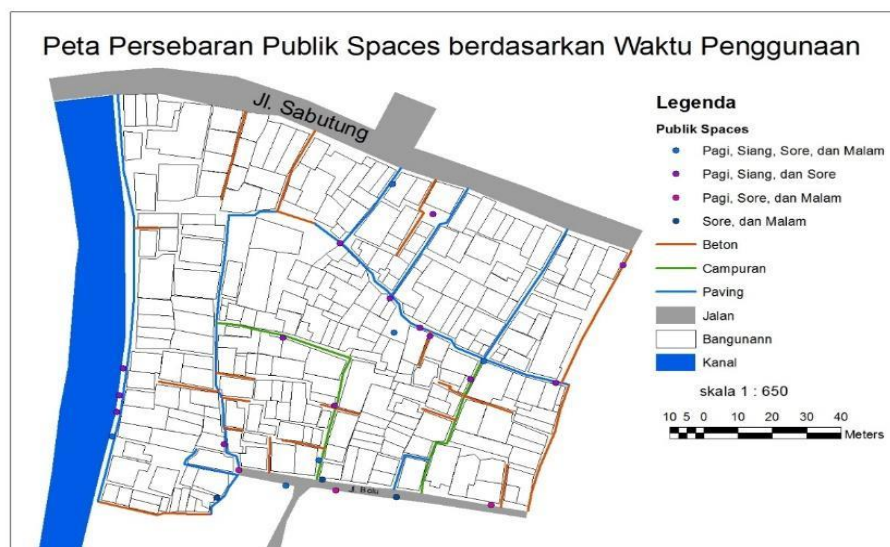 Peta Persebaran Publik Spaces berdasarkan Waktu Penggunaan
Jl. Sabutung
Legenda
Publik Spaces
Pagi, Siang, Sore, dan Malam
Pagi, Siang, dan Sore
Pagi, Sore, dan Malam
Sore, dan Malam
Beton
Campuran
Paving
Jalan
Bangunann
Kanal
skala 1 : 650
10 5 0 10 20 30 40
Meters
Jl.